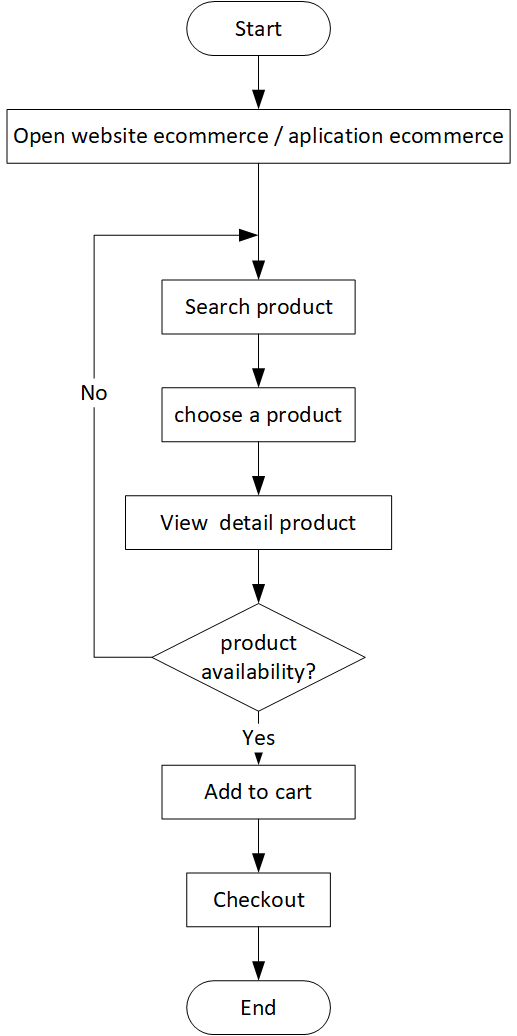 Start
Open website ecommerce / aplication ecommerce
Search product
No
choose a product
View  detail product
product
availability?
Yes
Add to cart
Checkout
End